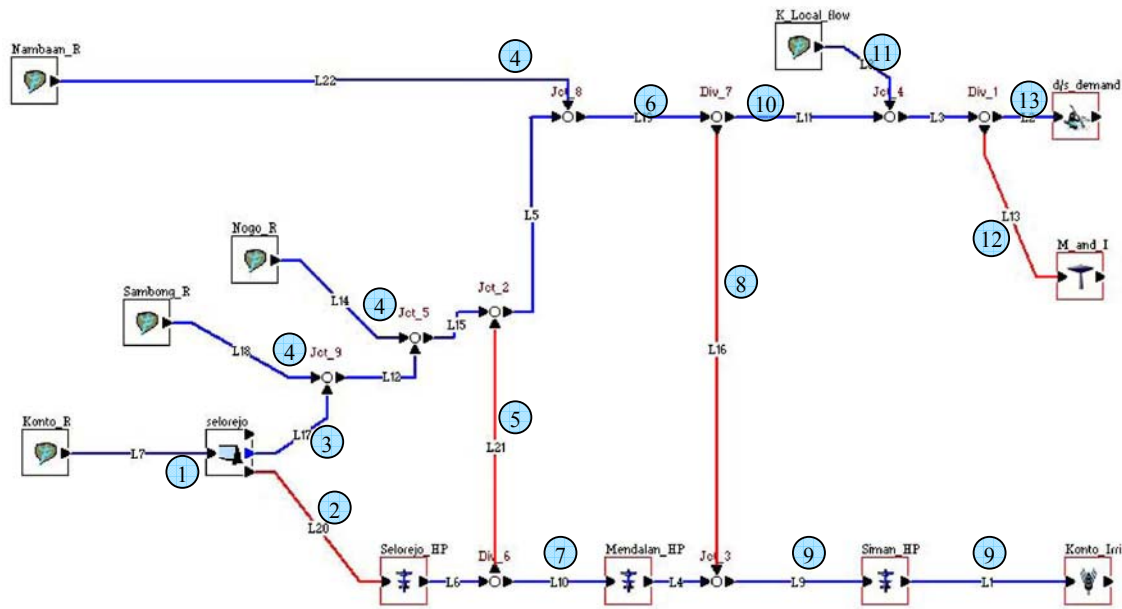 K_Local_flow
Nambaan_R
4
11
L22
Jct_8
6
Div_7
10
Jct_4
Div_1
13
d/s_demand
L11
L3
L5
Nogo_R
L13
12
M_and_I
8
Sambong_R
L14
4
Jct_2
Jct_5
L15
L18
4
Jct_9
L12
L16
Konto_R
selorejo
L17
3
5
L21
L7
1
2
L20
Selorejo_HP
Div_6
7
Mendalan_HP
Jct_3
9
Siman_HP
9
Konto_Irri
L6
L10
L4
L9
L1